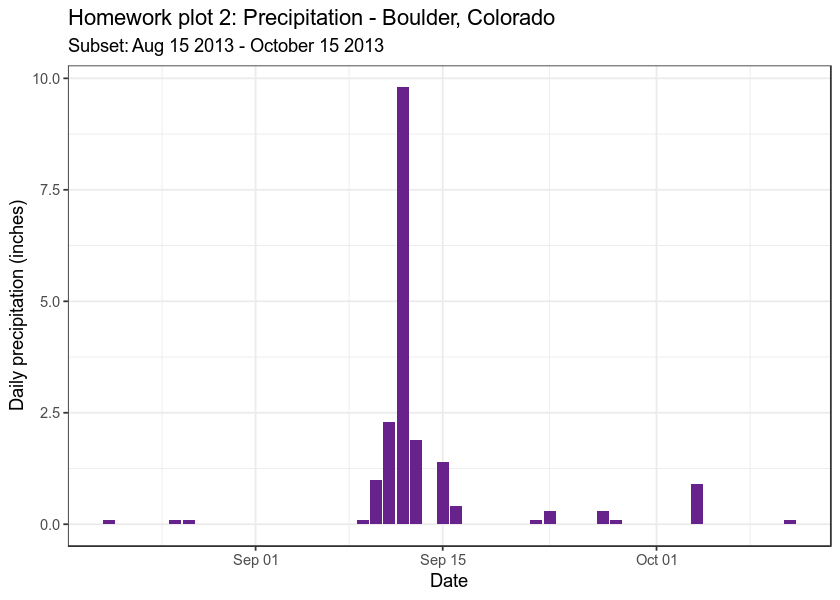 Homework plot 2: Precipitation - Boulder, Colorado
Subset: Aug 15 2013 - October 15 2013
10.0
7.5
5.0
2.5
0.0
Daily precipitation (inches)
Sep 01 Sep 15 Oct 01
Date